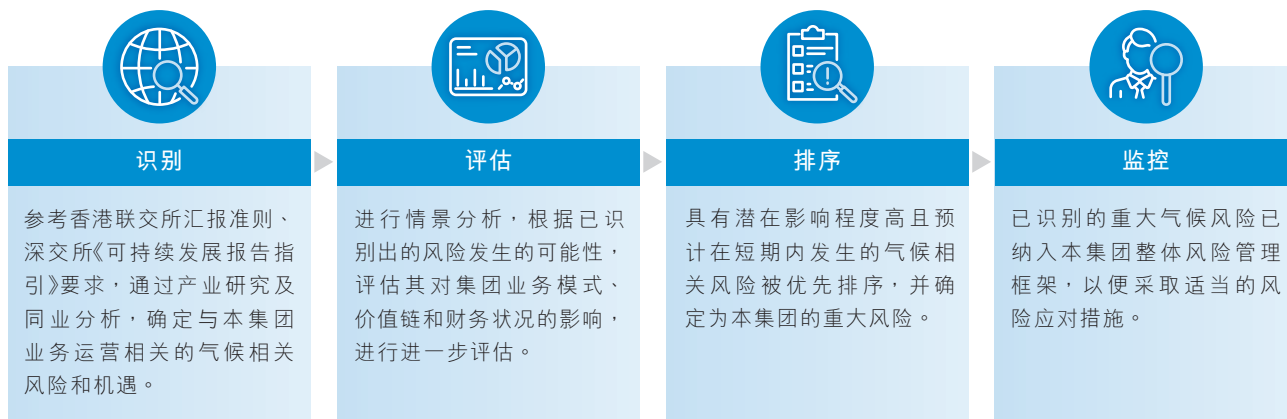 识别
参考香港联交所汇报准则、
深交所《可持续发展报告指
引》要求，通过产业研究及
同业分析，确定与本集团
业务运营相关的气候相关
风险和机遇。
评估
进行情景分析，根据已识
别出的风险发生的可能性，
评估其对集团业务模式、
价值链和财务状况的影响，
进行进一步评估。
排序
具有潜在影响程度高且预
计在短期内发生的气候相
关风险被优先排序，并确
定为本集团的重大风险。
监控
已识别的重大气候风险已
纳入本集团整体风险管理
框架，以便采取适当的风
险应对措施。